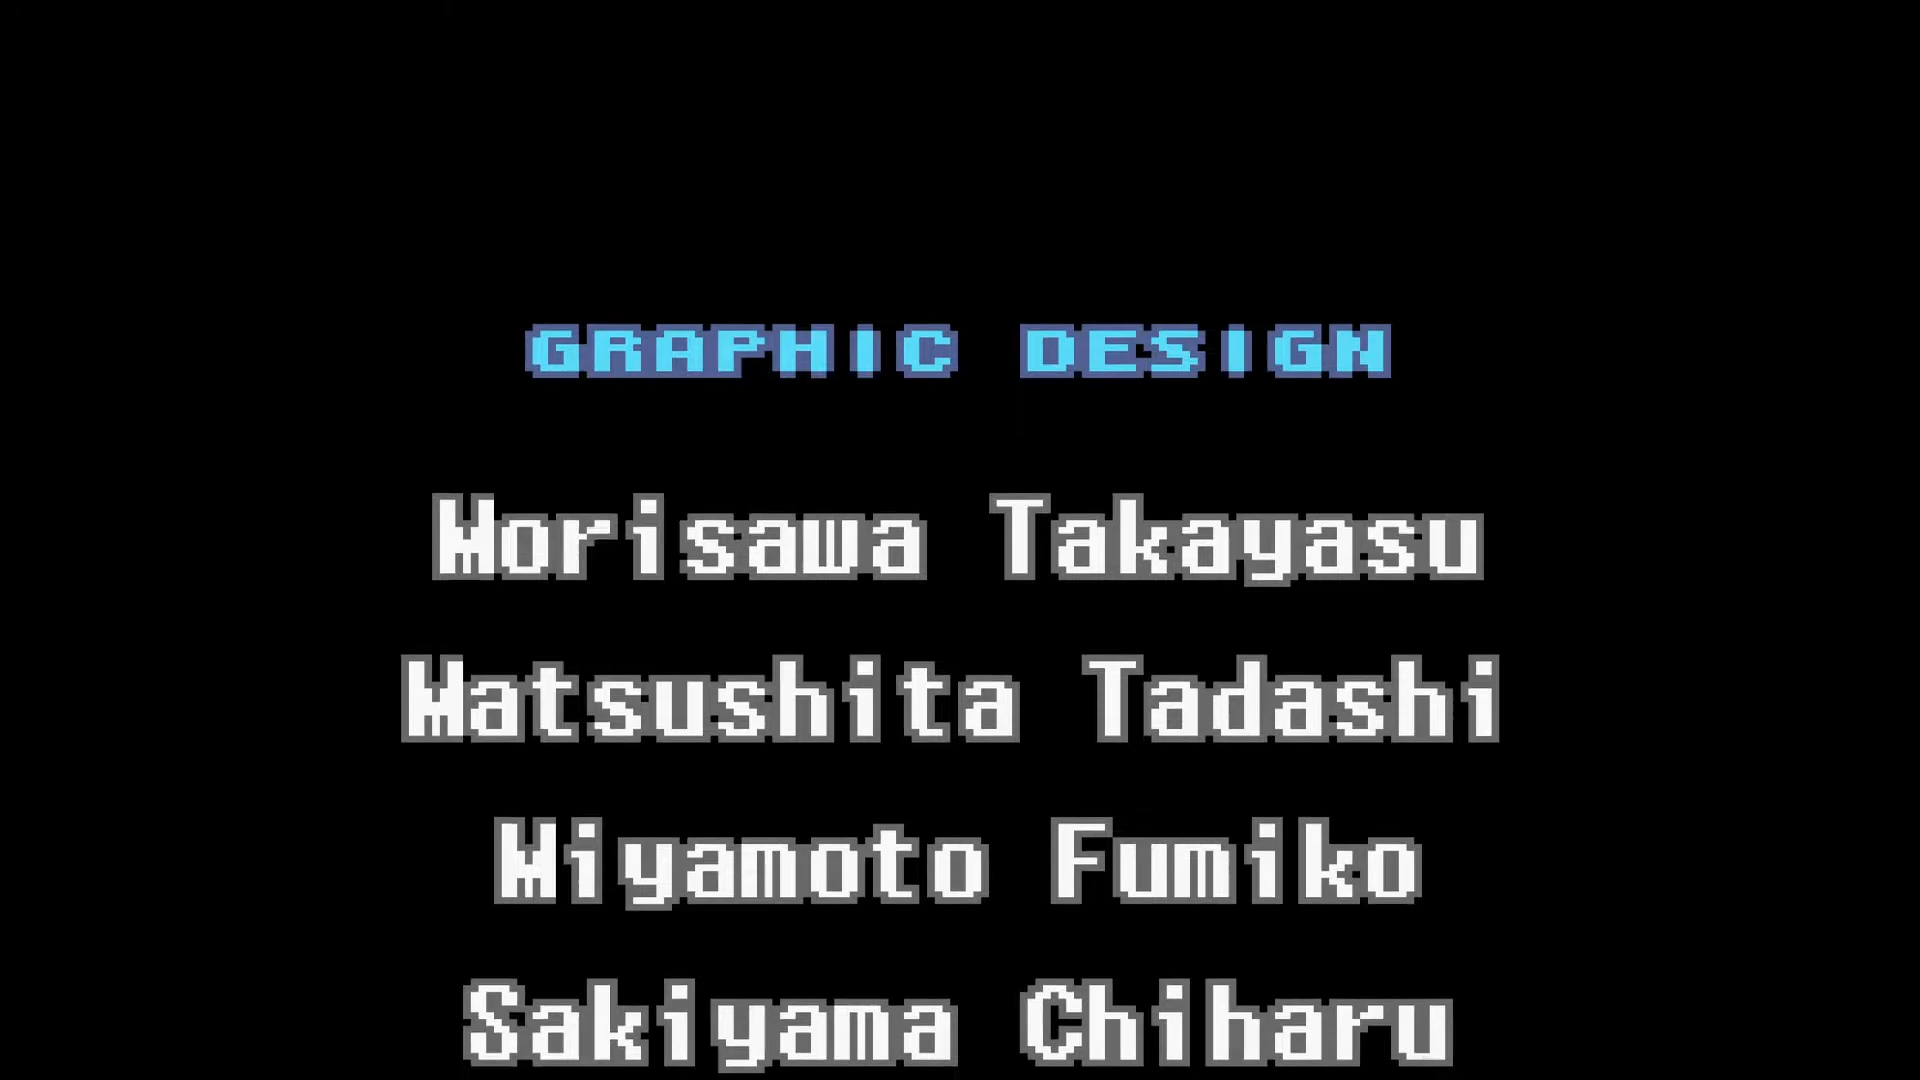 GRAPHIC DESIGN
Morisawa Takayasu
Matsushita Tadashi
Miyamoto Fumiko
Sakiyama Chiharu